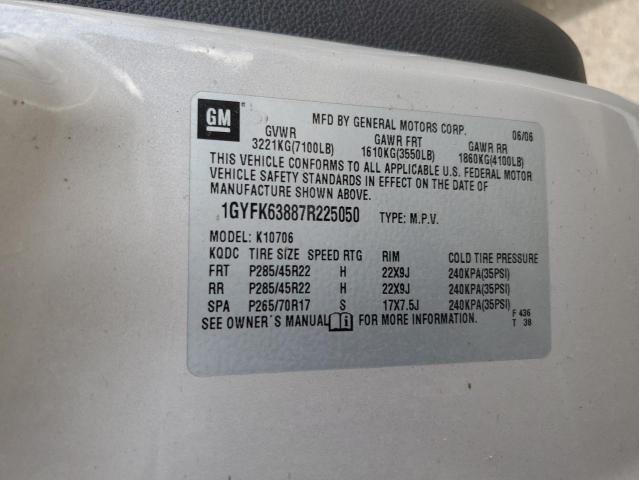 GM
MFD BY GENERAL MOTORS CORP. 06/06
GVWR GAWR FRT GAWR RR
3221KG(7100LB) 1610KG(3550LB) 1860KG(4100LB)
THIS VEHICLE CONFORMS TO ALL APPLICABLE U.S. FEDERAL MOTOR
VEHICLE SAFETY STANDARDS IN EFFECT ON THE DATE OF
MANUFACTURE SHOWN ABOVE.
1GYFK63887R225050 TYPE: M.P.V.
MODEL: K10706
KQDC TIRE SIZE SPEED RTG RIM COLD TIRE PRESSURE
FRT P285/45R22 H 22X9J 240KPA(35PSI)
RR P285/45R22 H 22X9J 240KPA(35PSI)
SPA P265/70R17 S 17X7.5J 240KPA(35PSI)
SEE OWNER'S MANUAL FOR MORE INFORMATION. F 436
T 38